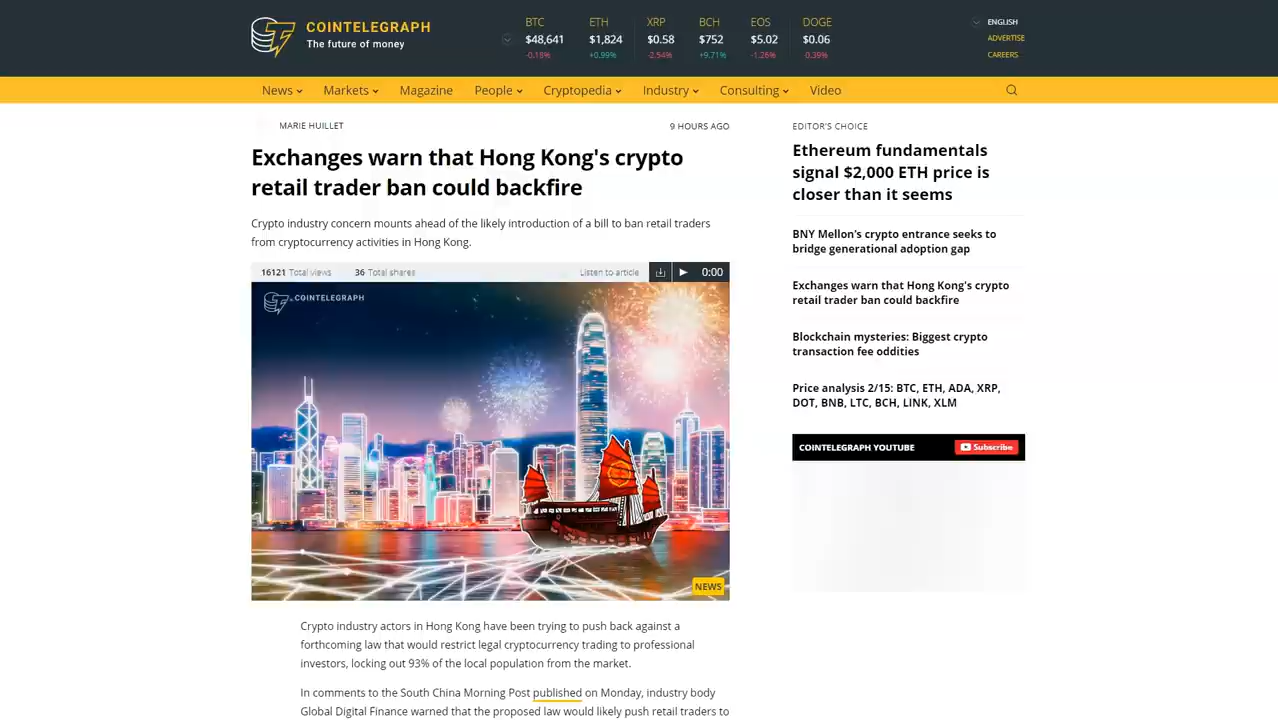 COINTELEGRAPH
The future of money
BTC ETH XRP BCH EOS DOGE
$48,641 $1,824 $0.58 $752 $5.02 $0.06
-0.18% +0.99% -2.54% +9.71% -1.26% -0.39%
ENGLISH
ADVERTISE
CAREERS
News Markets Magazine People Cryptopedia Industry Consulting Video
MARIE HUILLET 9 HOURS AGO
Exchanges warn that Hong Kong's crypto
retail trader ban could backfire
Crypto industry concern mounts ahead of the likely introduction of a bill to ban retail traders
from cryptocurrency activities in Hong Kong.
16121 Total views 36 Total shares Listen to article 0:00
COINTELEGRAPH
NEWS
Crypto industry actors in Hong Kong have been trying to push back against a
forthcoming law that would restrict legal cryptocurrency trading to professional
investors, locking out 93% of the local population from the market.
In comments to the South China Morning Post published on Monday, industry body
Global Digital Finance warned that the proposed law would likely push retail traders to
EDITOR'S CHOICE
Ethereum fundamentals
signal $2,000 ETH price is
closer than it seems
BNY Mellon's crypto entrance seeks to
bridge generational adoption gap
Exchanges warn that Hong Kong's crypto
retail trader ban could backfire
Blockchain mysteries: Biggest crypto
transaction fee oddities
Price analysis 2/15: BTC, ETH, ADA, XRP,
DOT, BNB, LTC, BCH, LINK, XLM
COINTELEGRAPH YOUTUBE Subscribe